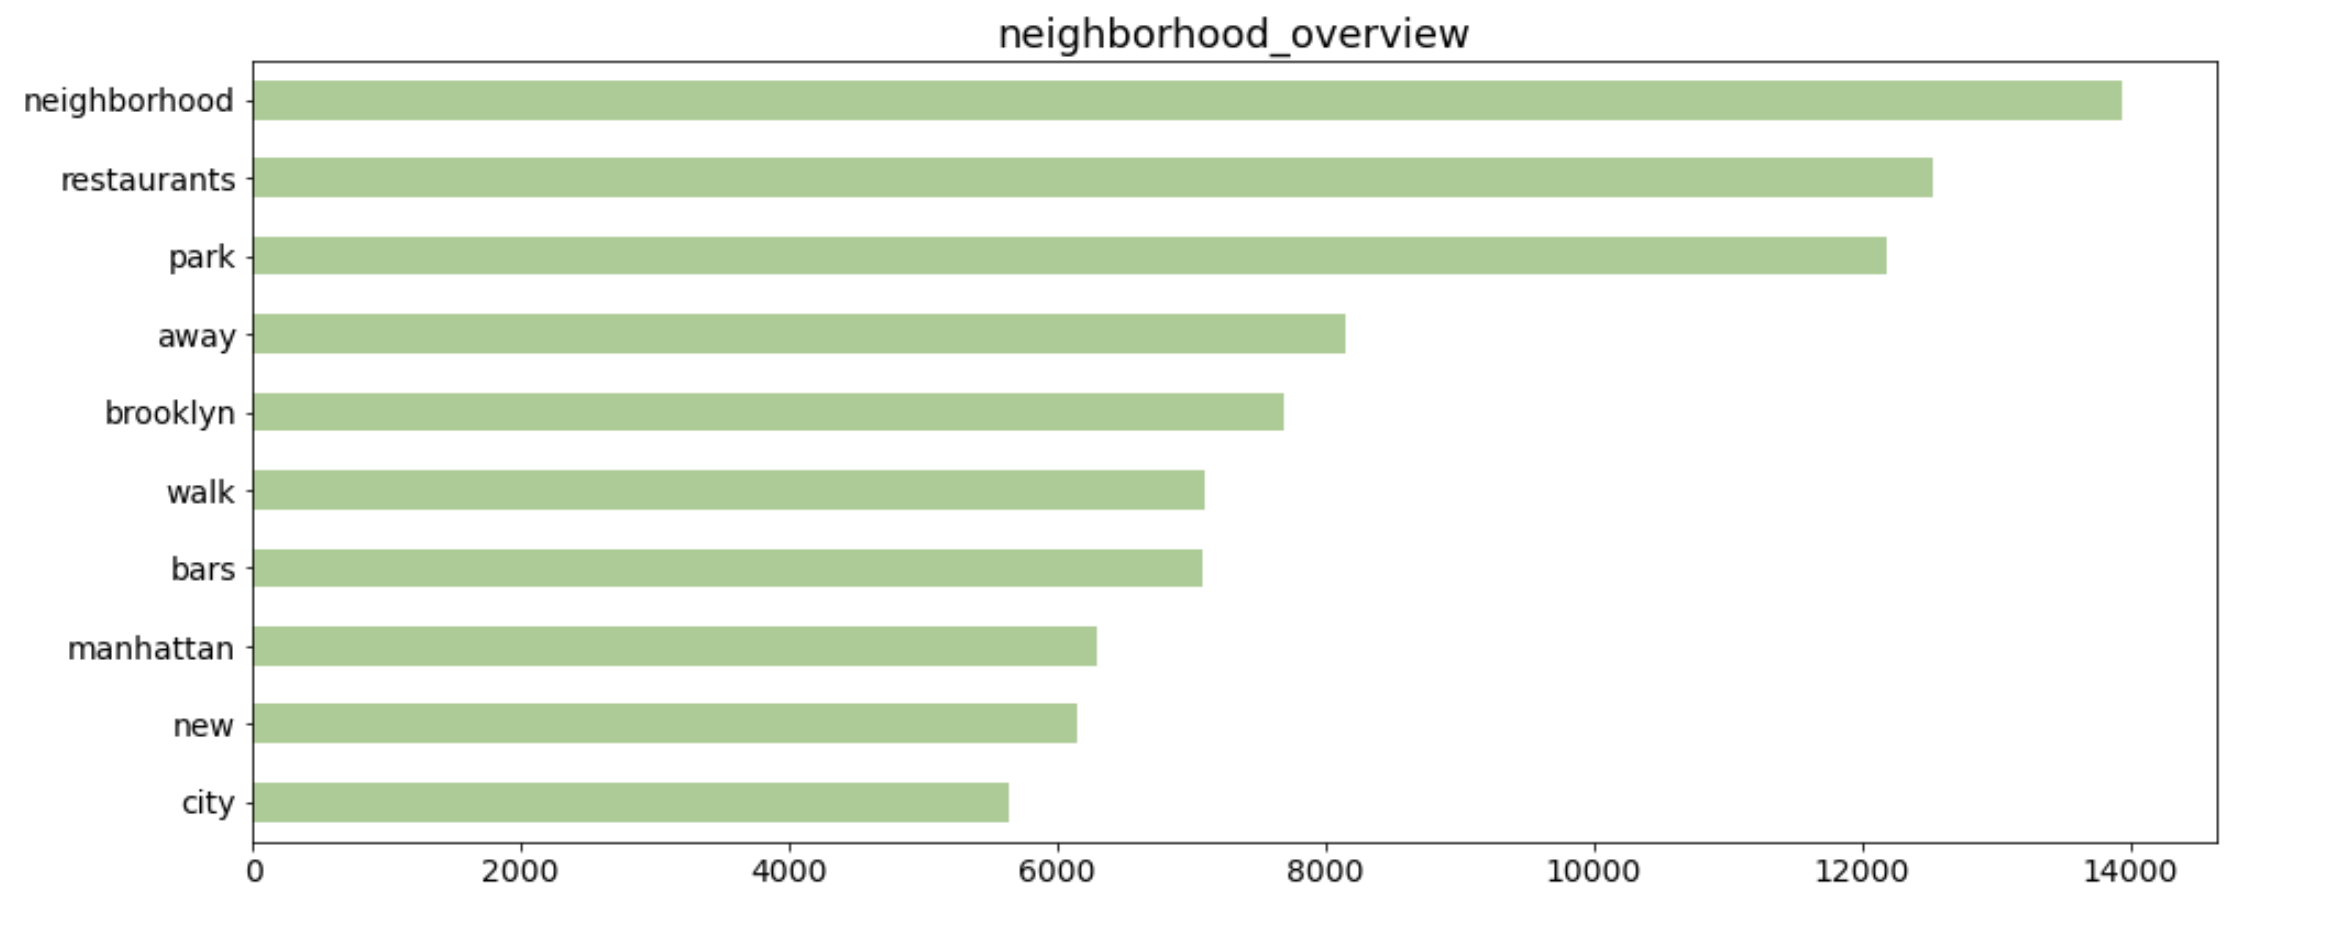 neighborhood_overview
neighborhood
restaurants
park
away
brooklyn
walk
bars
manhattan
new
city
0 2000 4000 6000 8000 10000 12000 14000